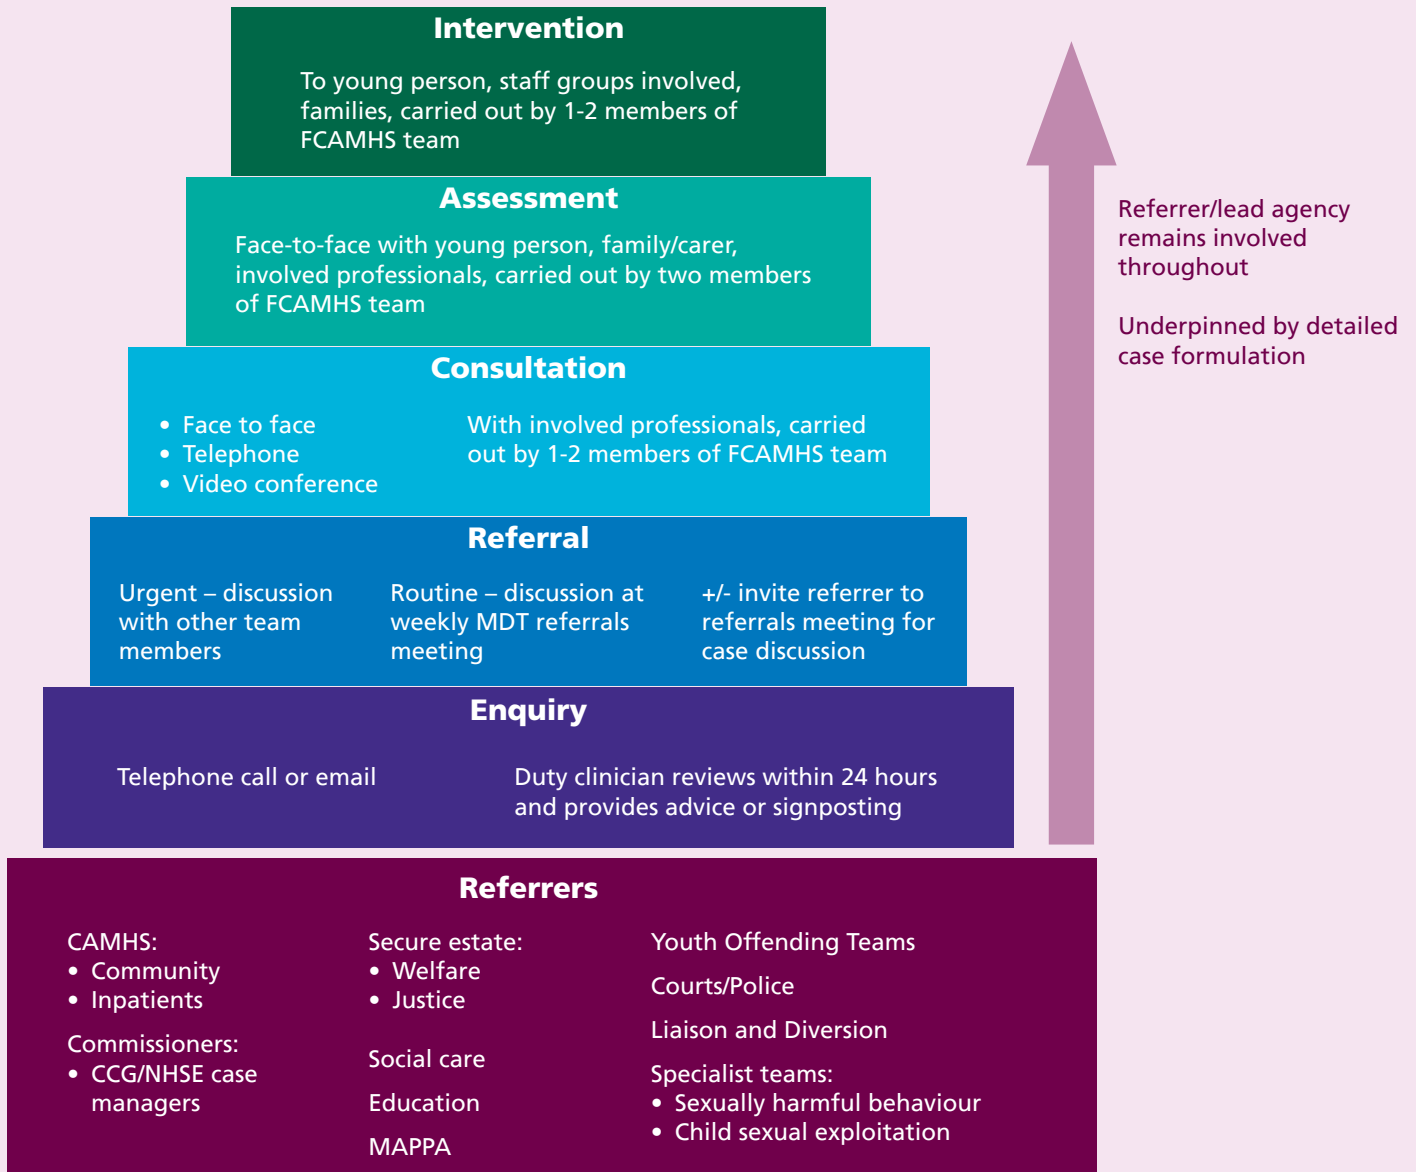 Intervention
To young person, staff groups involved,
families, carried out by 1-2 members of
FCAMHS team
Assessment
Face-to-face with young person, family/carer,
involved professionals, carried out by two members
of FCAMHS team
Referrer/lead agency
remains involved
throughout
Underpinned by detailed
case formulation
Consultation
• Face to face
• Telephone
• Video conference
With involved professionals, carried
out by 1-2 members of FCAMHS team
Referral
Urgent – discussion
with other team
members
Routine – discussion at
weekly MDT referrals
meeting
+/- invite referrer to
referrals meeting for
case discussion
Enquiry
Telephone call or email
Duty clinician reviews within 24 hours
and provides advice or signposting
Referrers
CAMHS:
• Community
• Inpatients
Commissioners:
• CCG/NHSE case
managers
Secure estate:
• Welfare
• Justice
Social care
Education
MAPPA
Youth Offending Teams
Courts/Police
Liaison and Diversion
Specialist teams:
• Sexually harmful behaviour
• Child sexual exploitation